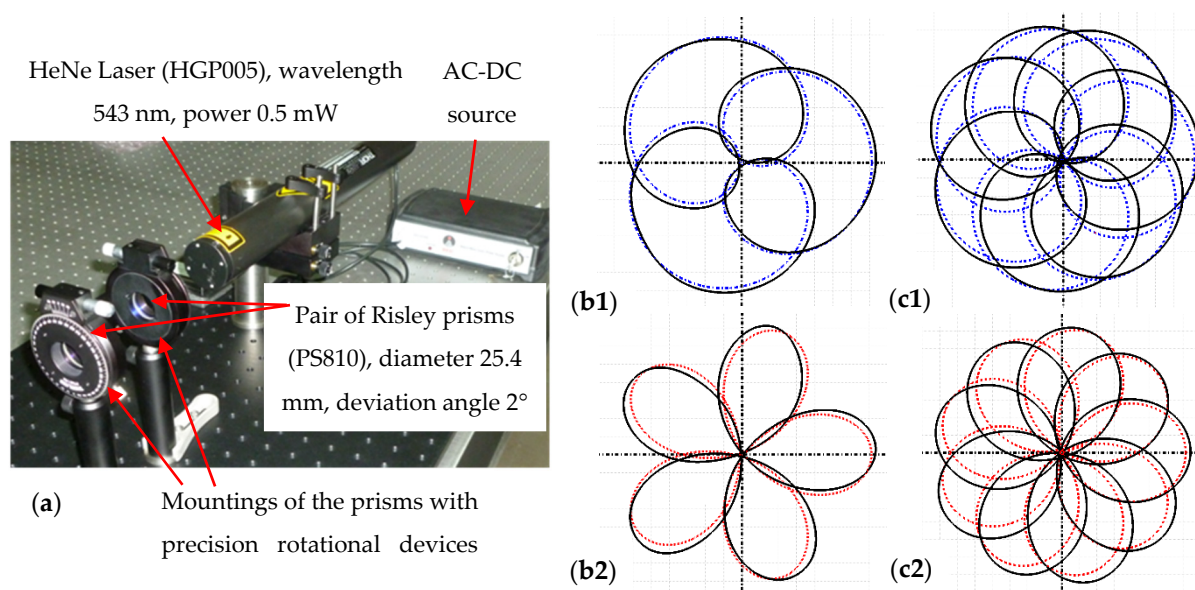 HeNe Laser (HGP005), wavelength
543 nm, power 0.5 mW
AC-DC
source
Pair of Risley prisms
(PS810), diameter 25.4
mm, deviation angle 2°
(a)
Mountings of the prisms with
precision rotational devices
(b1)
(c1)
(b2)
(c2)